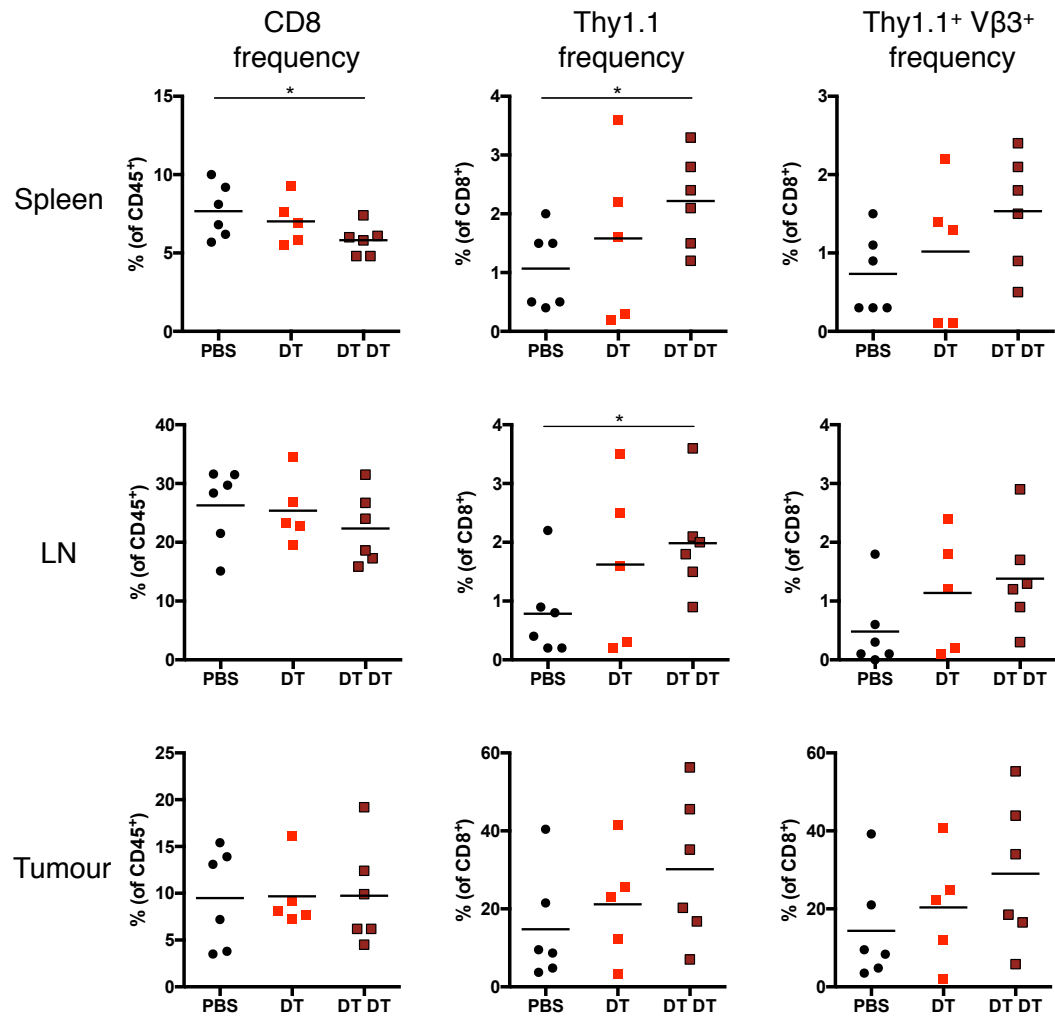 CD8
frequency
Thy1.1
frequency
Thy1.1⁺ Vβ3⁺
frequency
Spleen
% (of CD45⁺)
15
10
5
0
*
PBS DT DT DT
% (of CD8⁺)
4
3
2
1
0
*
PBS DT DT DT
% (of CD8⁺)
3
2
1
0
PBS DT DT DT
LN
% (of CD45⁺)
40
30
20
10
0
PBS DT DT DT
% (of CD8⁺)
4
3
2
1
0
*
PBS DT DT DT
% (of CD8⁺)
4
3
2
1
0
PBS DT DT DT
Tumour
% (of CD45⁺)
25
20
15
10
5
0
PBS DT DT DT
% (of CD8⁺)
60
40
20
0
PBS DT DT DT
% (of CD8⁺)
60
40
20
0
PBS DT DT DT